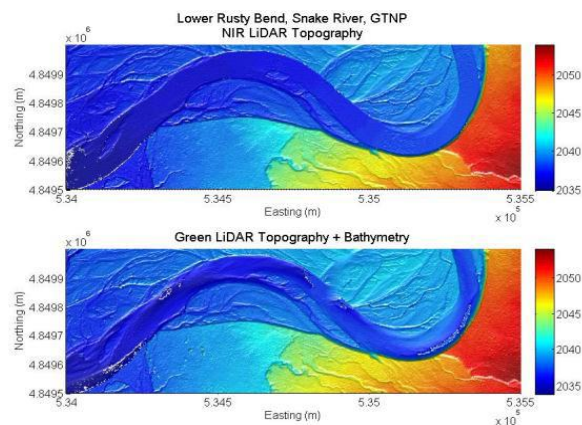 Lower Rusty Bend, Snake River, GTNP
NIR LiDAR Topography
x 10^6
4.8499
4.8498
4.8497
4.8496
4.8495
Northing (m)
5.34
5.345
5.35
5.355
x 10^5
Easting (m)
2050
2045
2040
2035
Green LiDAR Topography + Bathymetry
x 10^6
4.8499
4.8498
4.8497
4.8496
4.8495
Northing (m)
5.34
5.345
5.35
5.355
x 10^5
Easting (m)
2050
2045
2040
2035